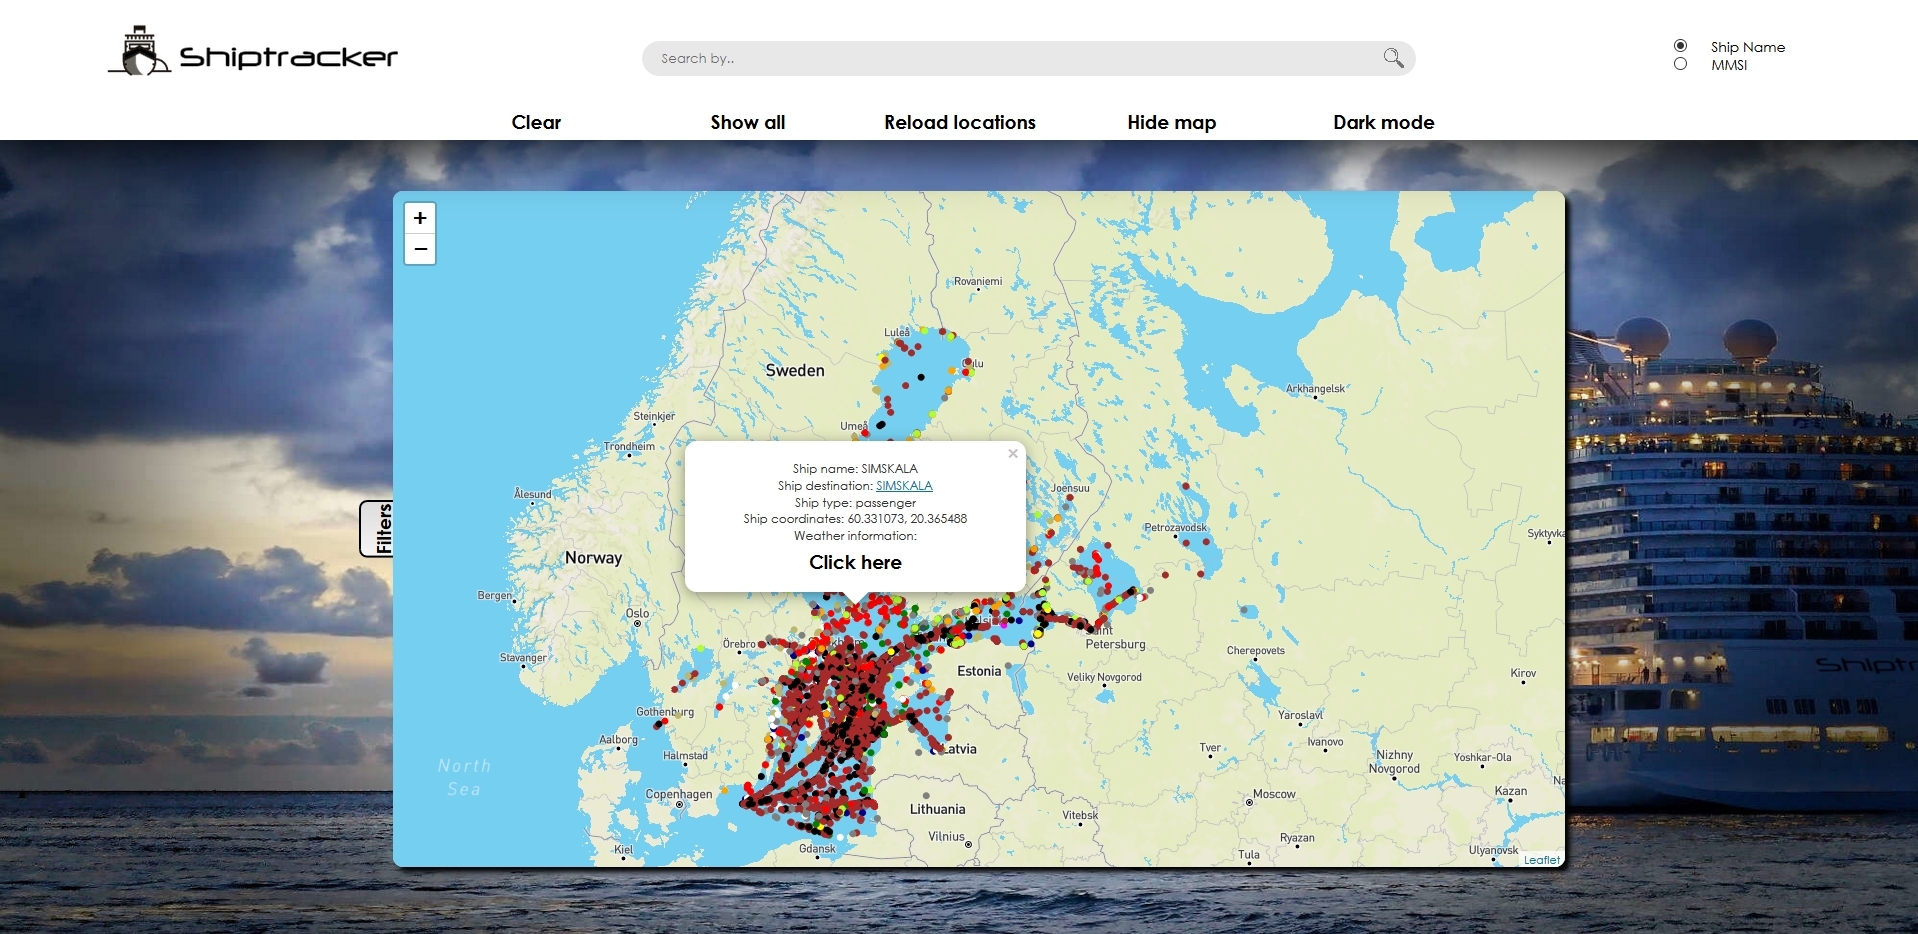 Shiptracker
Search by..
Ship Name
MMSI
Clear
Show all
Reload locations
Hide map
Dark mode
+
−
Filters
Rovaniemi
Luleå
Sweden
Arkhangelsk
Steinkjer
Umeå
Trondheim
×
Ship name: SIMSKALA
Ship destination: SIMSKALA
Ship type: passenger
Ship coordinates: 60.331073, 20.365488
Weather information:
Click here
Joensuu
Ålesund
Petrozavodsk
Syktyvka
Norway
Bergen
Oslo
Saint
Petersburg
Örebro
Cherepovets
Stavanger
Estonia
Veliky Novgorod
Kirov
Gothenburg
Yaroslavl
Aalborg
Latvia
Tver
Ivanovo
Halmstad
Nizhny
Novgorod
Yoshkar-Ola
North
Sea
Copenhagen
Moscow
Kazan
Lithuania
Vitebsk
Vilnius
Ryazan
Kiel
Gdansk
Tula
Ulyanovsk
Leaflet